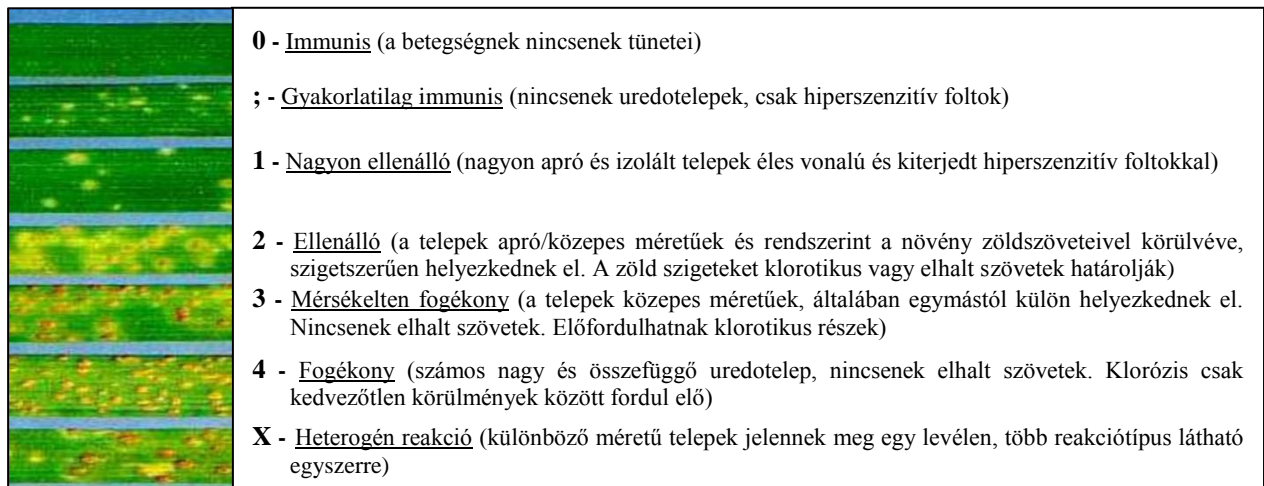 0 - Immunis (a betegségnek nincsenek tünetei)
; - Gyakorlatilag immunis (nincsenek uredotelepek, csak hiperszenzitív foltok)
1 - Nagyon ellenálló (nagyon apró és izolált telepek éles vonalú és kiterjedt hiperszenzitív foltokkal)
2 - Ellenálló (a telepek apró/közepes méretűek és rendszerint a növény zöldszöveteivel körülvéve,
szigetszerűen helyezkednek el. A zöld szigeteket klorotikus vagy elhalt szövetek határolják)
3 - Mérsékelten fogékony (a telepek közepes méretűek, általában egymástól külön helyezkednek el.
Nincsenek elhalt szövetek. Előfordulhatnak klorotikus részek)
4 - Fogékony (számos nagy és összefüggő uredotelep, nincsenek elhalt szövetek. Klorózis csak
kedvezőtlen körülmények között fordul elő)
X - Heterogén reakció (különböző méretű telepek jelennek meg egy levélen, több reakciótípus látható
egyszerre)